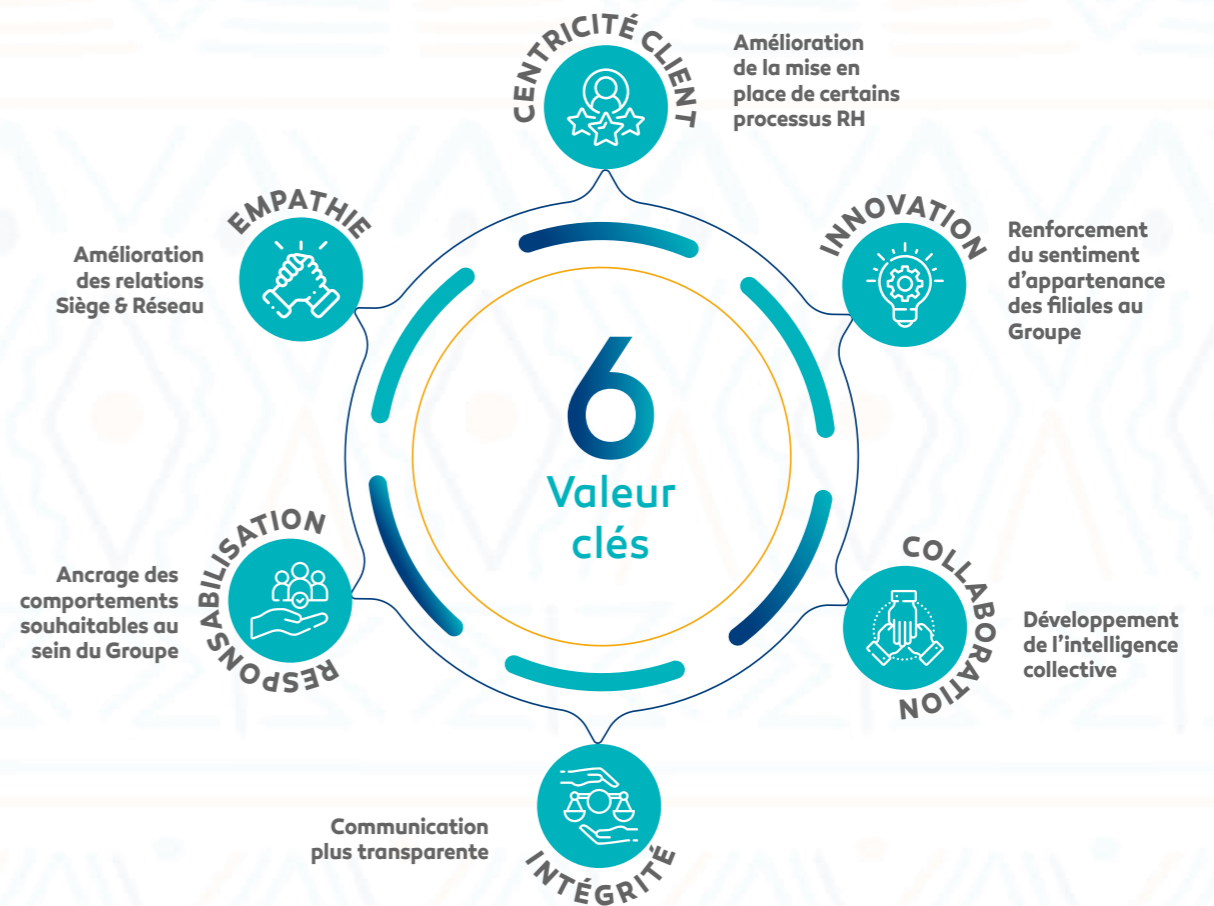 CENTRICITÉ CLIENT
Amélioration
de la mise en
place de certains
processus RH
INNOVATION
Renforcement
du sentiment
d’appartenance
des filiales au
Groupe
COLLABORATION
Développement
de l’intelligence
collective
INTÉGRITÉ
Communication
plus transparente
RESPONSABILISATION
Ancrage des
comportements
souhaitables au
sein du Groupe
EMPATHIE
Amélioration
des relations
Siège & Réseau
6
Valeur
clés